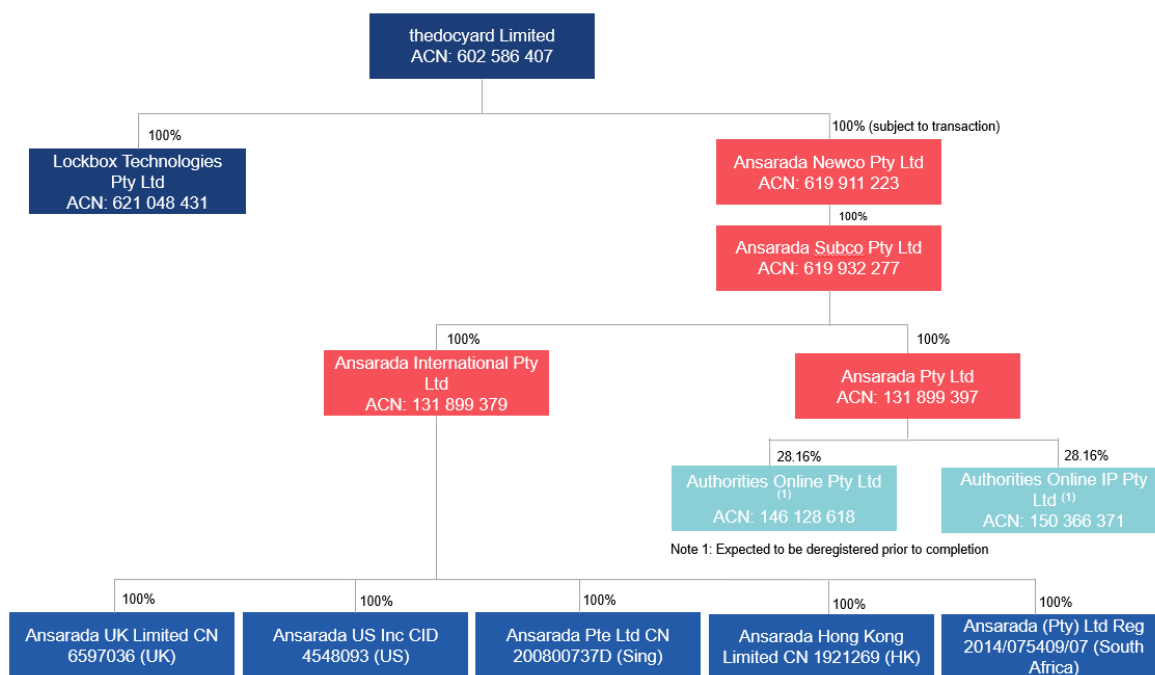 thedocyard Limited
ACN: 602 586 407
100%
100% (subject to transaction)
Lockbox Technologies
Pty Ltd
ACN: 621 048 431
Ansarada Newco Pty Ltd
ACN: 619 911 223
100%
Ansarada Subco Pty Ltd
ACN: 619 932 277
100%
100%
Ansarada International Pty
Ltd
ACN: 131 899 379
Ansarada Pty Ltd
ACN: 131 899 397
28.16%
28.16%
Authorities Online Pty Ltd
(1)
ACN: 146 128 618
Authorities Online IP Pty
Ltd (1)
ACN: 150 366 371
Note 1: Expected to be deregistered prior to completion
100%
100%
100%
100%
100%
Ansarada UK Limited CN
6597036 (UK)
Ansarada US Inc CID
4548093 (US)
Ansarada Pte Ltd CN
200800737D (Sing)
Ansarada Hong Kong
Limited CN 1921269 (HK)
Ansarada (Pty) Ltd Reg
2014/075409/07 (South
Africa)